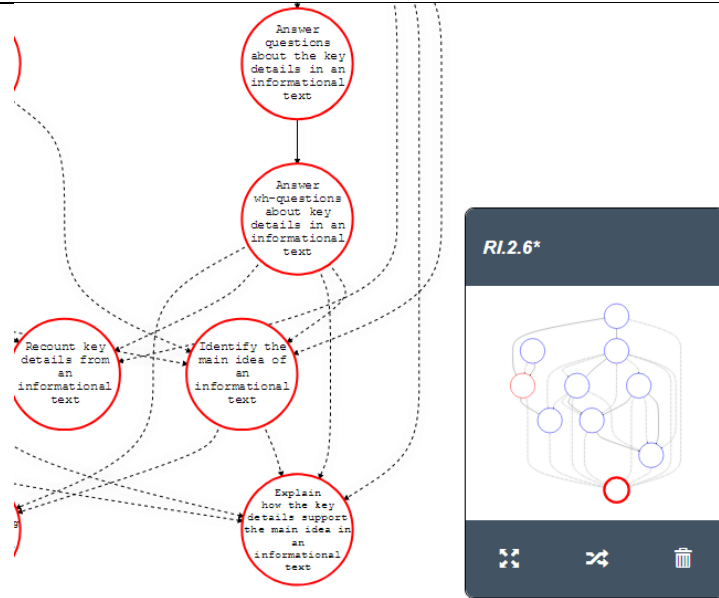 Answer
questions
about the key
details in an
informational
text
Answer
wh-questions
about key
details in an
informational
text
Recount key
details from
an
informational
text
Identify the
main idea of
an
informational
text
Explain
how the key
details support
the main idea in
an
informational
text
RI.2.6*